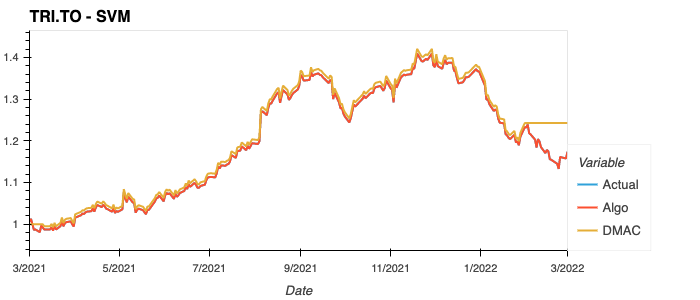 TRI.TO - SVM
1.4
1.3
1.2
1.1
1
3/2021 5/2021 7/2021 9/2021 11/2021 1/2022 3/2022
Date
Variable
Actual
Algo
DMAC